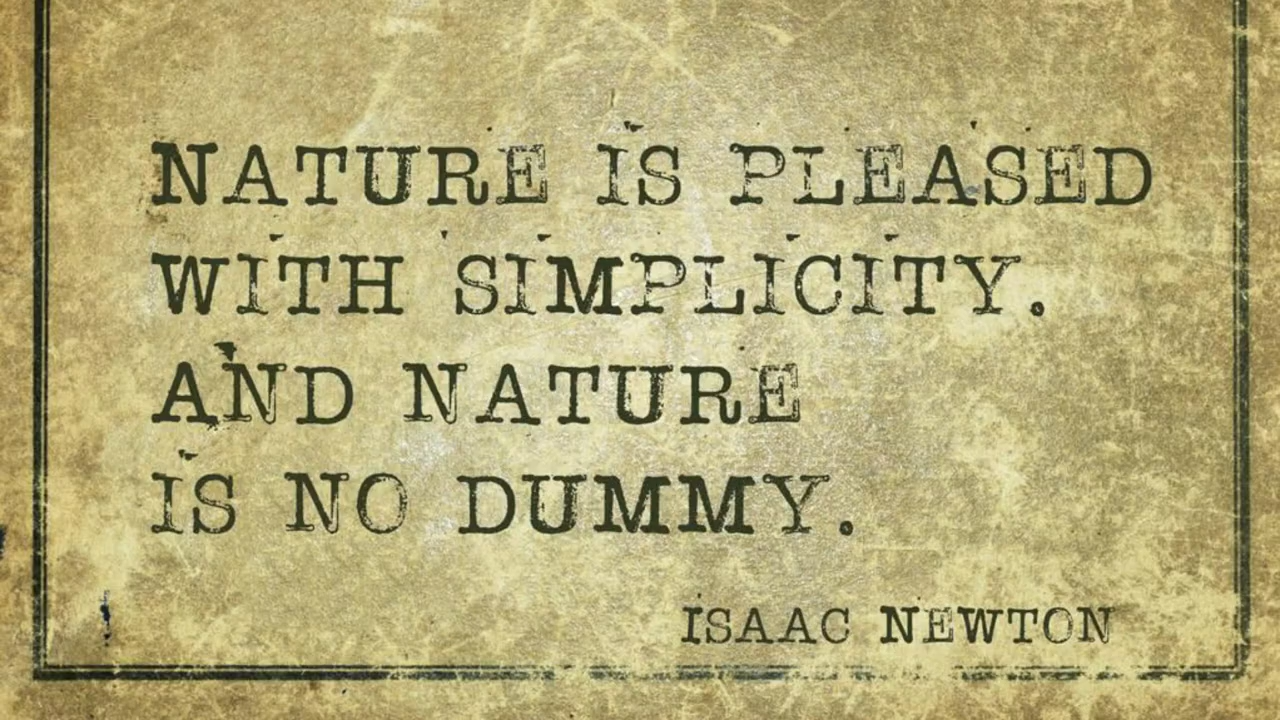 NATURE IS PLEASED
WITH SIMPLICITY.
AND NATURE
IS NO DUMMY.
ISAAC NEWTON